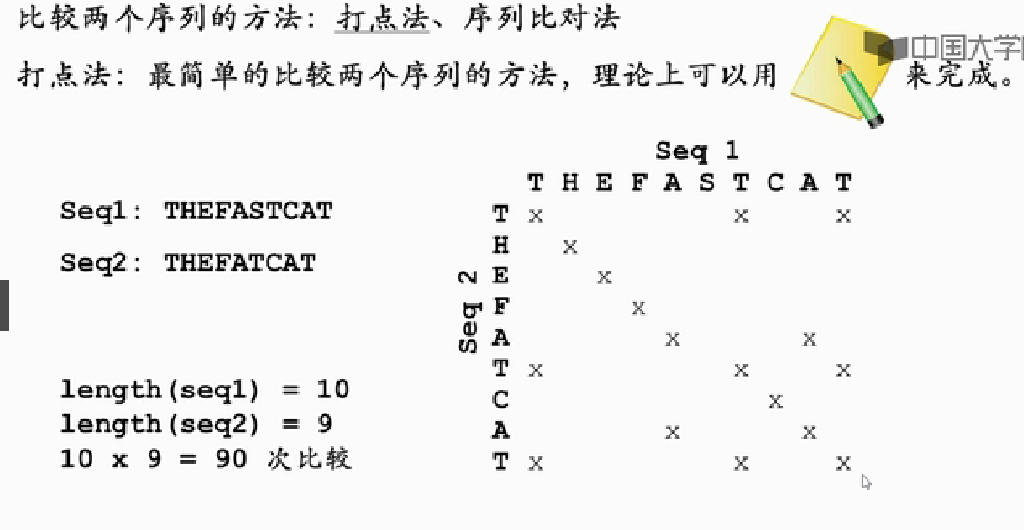 比较两个序列的方法：打点法、序列比对法
打点法：最简单的比较两个序列的方法，理论上可以用 来完成。
中国大学
Seq 1
T H E F A S T C A T
Seq1: THEFASTCAT
Seq2: THEFATCAT
Seq 2
T x x x
H x
E x
F x
A x x
T x x x
C x
A x x
T x x x
length(seq1) = 10
length(seq2) = 9
10 x 9 = 90 次比较